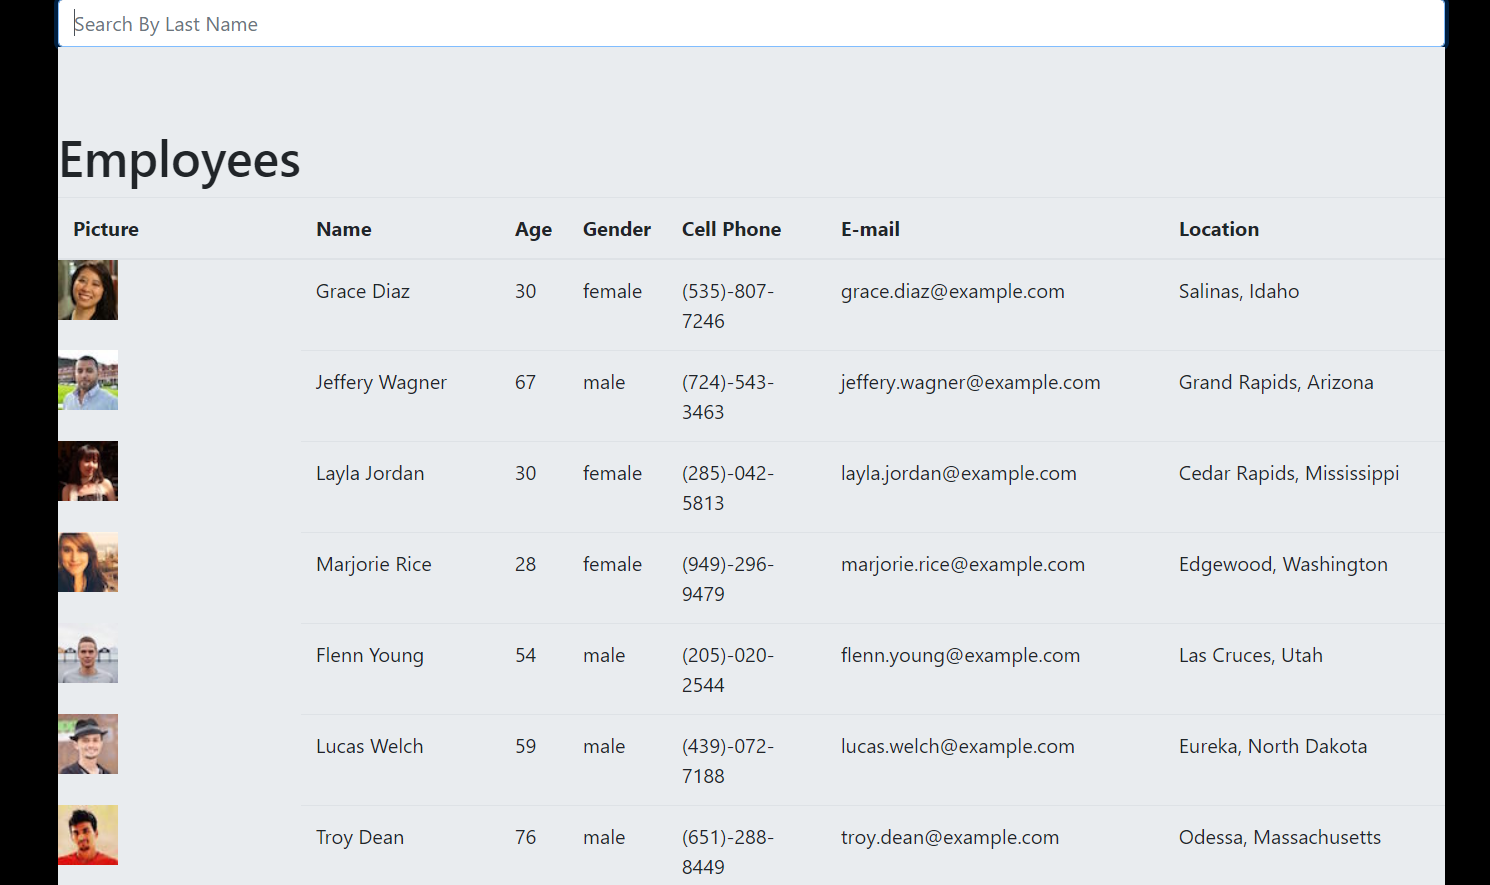 Search By Last Name
Employees
Picture Name Age Gender Cell Phone E-mail Location
Grace Diaz 30 female (535)-807- grace.diaz@example.com Salinas, Idaho
7246
Jeffery Wagner 67 male (724)-543- jeffery.wagner@example.com Grand Rapids, Arizona
3463
Layla Jordan 30 female (285)-042- layla.jordan@example.com Cedar Rapids, Mississippi
5813
Marjorie Rice 28 female (949)-296- marjorie.rice@example.com Edgewood, Washington
9479
Flenn Young 54 male (205)-020- flenn.young@example.com Las Cruces, Utah
2544
Lucas Welch 59 male (439)-072- lucas.welch@example.com Eureka, North Dakota
7188
Troy Dean 76 male (651)-288- troy.dean@example.com Odessa, Massachusetts
8449